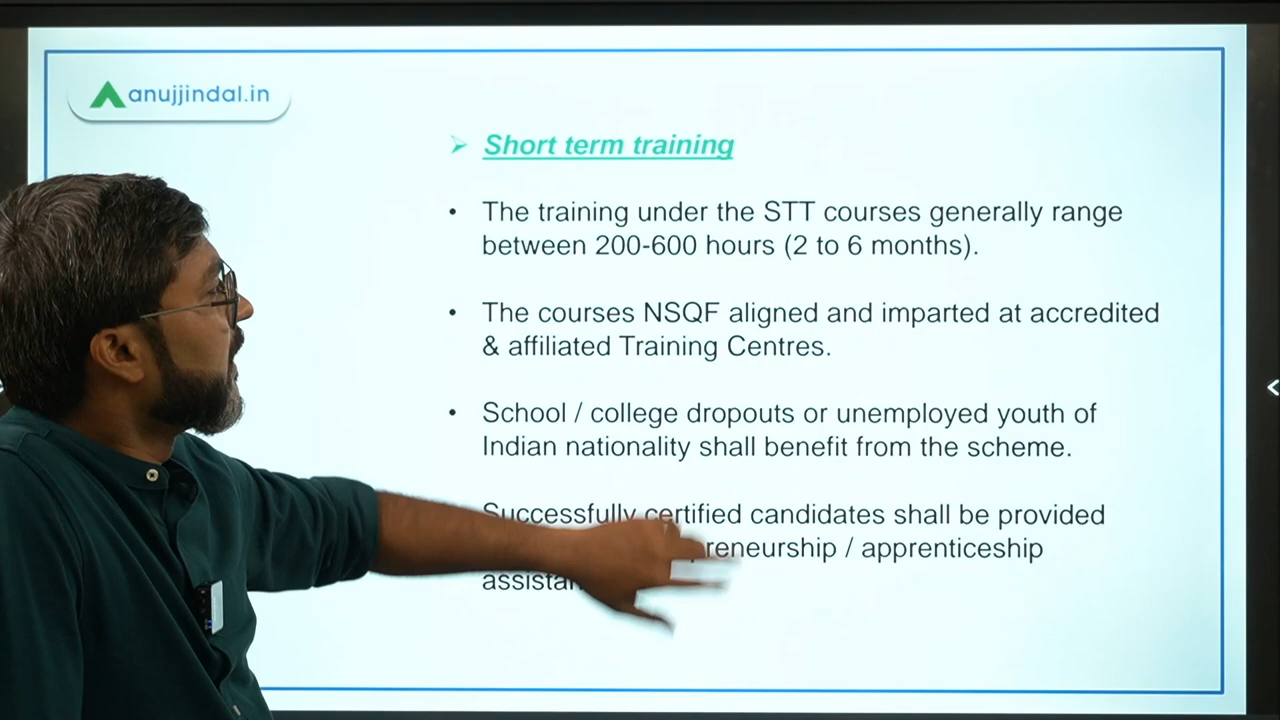 anujjindal.in
➢ Short term training
• The training under the STT courses generally range
between 200-600 hours (2 to 6 months).
• The courses NSQF aligned and imparted at accredited
& affiliated Training Centres.
• School / college dropouts or unemployed youth of
Indian nationality shall benefit from the scheme.
Successfully certified candidates shall be provided
/ apprenticeship